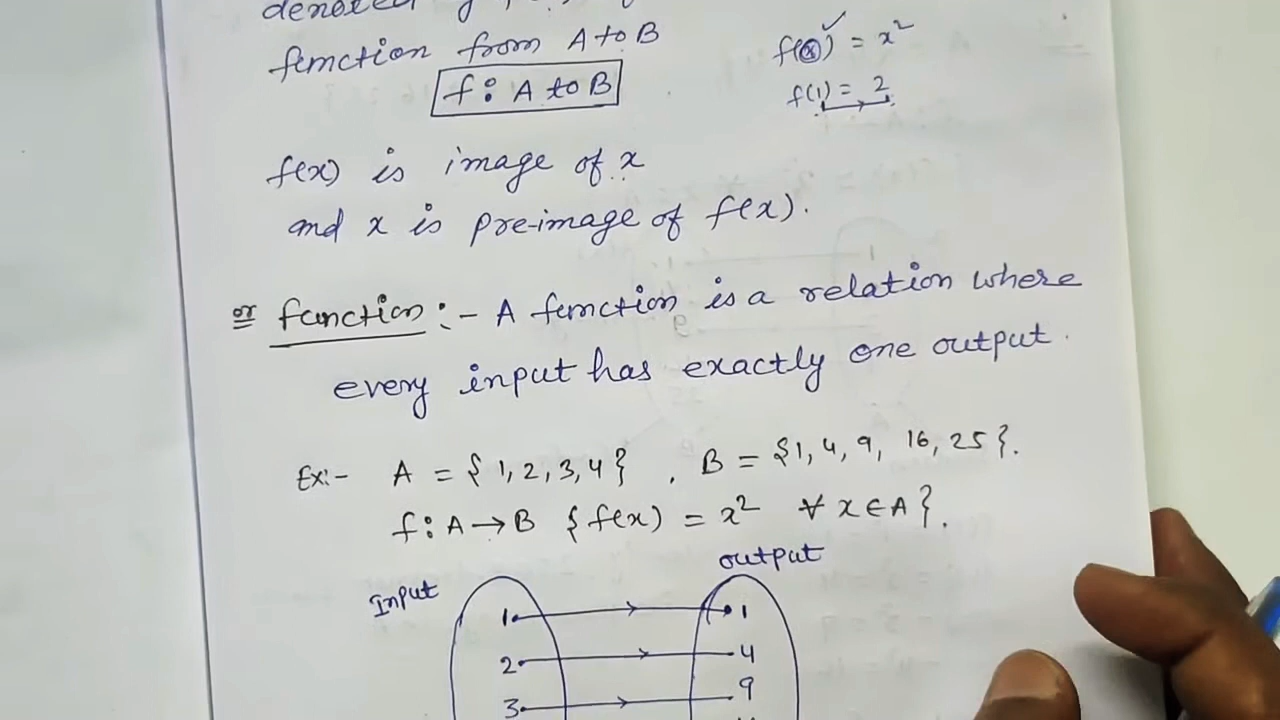 denoted
function from A to B
f: A to B
f(x) = x²
f(1) = 2
f(x) is image of x
and x is pre-image of f(x).
or function :- A function is a relation where
every input has exactly one output.
Ex:- A = {1, 2, 3, 4} , B = {1, 4, 9, 16, 25}.
f: A → B {f(x) = x² ∀ x ∈ A}.
Input output
1 1
2 4
3 9